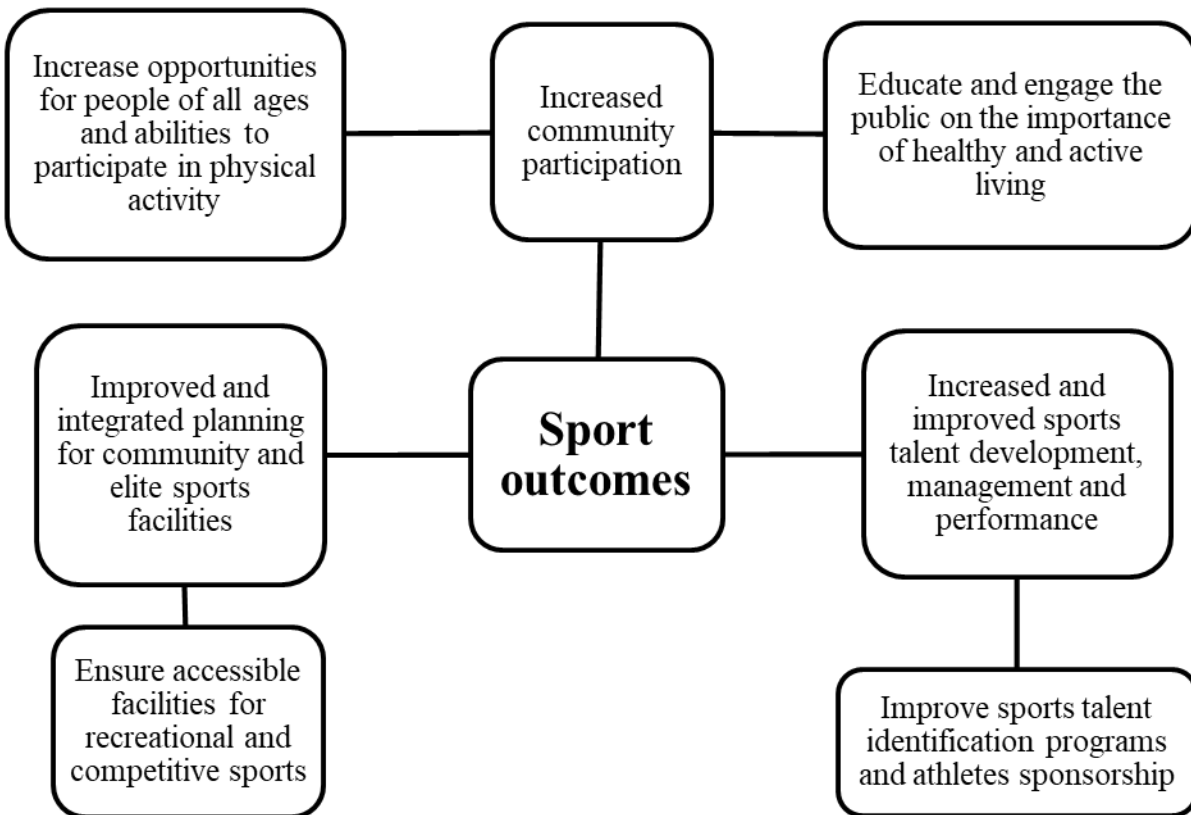 Increase opportunities
for people of all ages
and abilities to
participate in physical
activity
Increased
community
participation
Educate and engage the
public on the importance
of healthy and active
living
Improved and
integrated planning
for community and
elite sports
facilities
Sport
outcomes
Increased and
improved sports
talent development,
management and
performance
Ensure accessible
facilities for
recreational and
competitive sports
Improve sports talent
identification programs
and athletes sponsorship